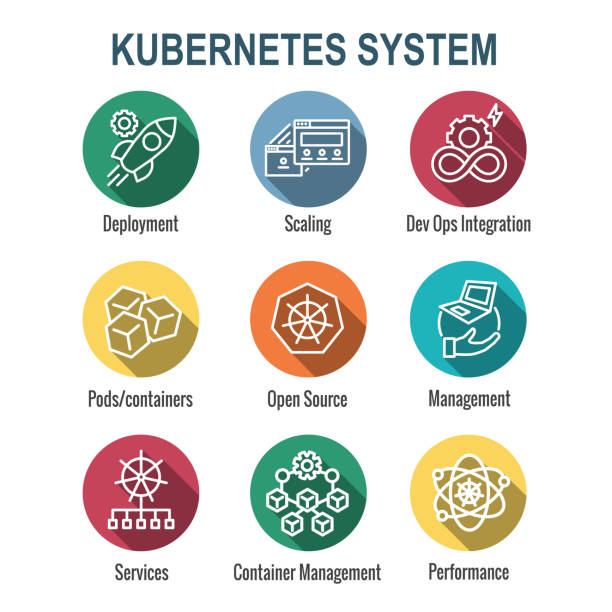 KUBERNETES SYSTEM
Deployment
Scaling
Dev Ops Integration
Pods/containers
Open Source
Management
Services
Container Management
Performance